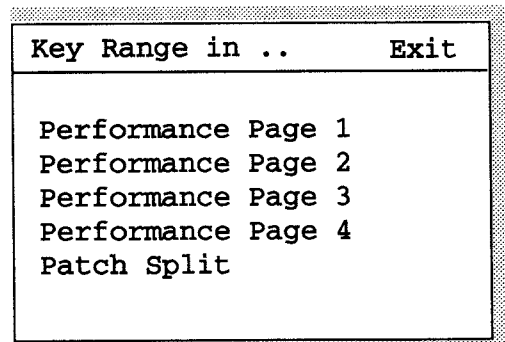 Key Range in .. Exit
Performance Page 1
Performance Page 2
Performance Page 3
Performance Page 4
Patch Split